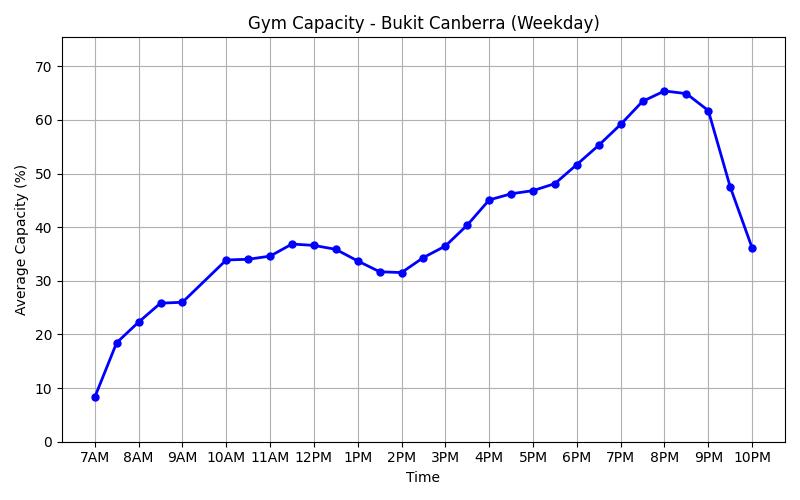 Gym Capacity - Bukit Canberra (Weekday)
Average Capacity (%)
70
60
50
40
30
20
10
0
7AM 8AM 9AM 10AM 11AM 12PM 1PM 2PM 3PM 4PM 5PM 6PM 7PM 8PM 9PM 10PM
Time